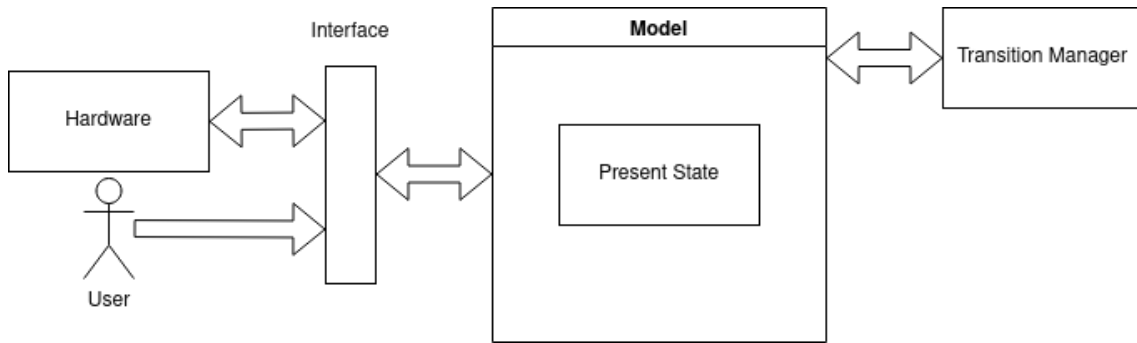 Interface
Model
Transition Manager
Hardware
Present State
User